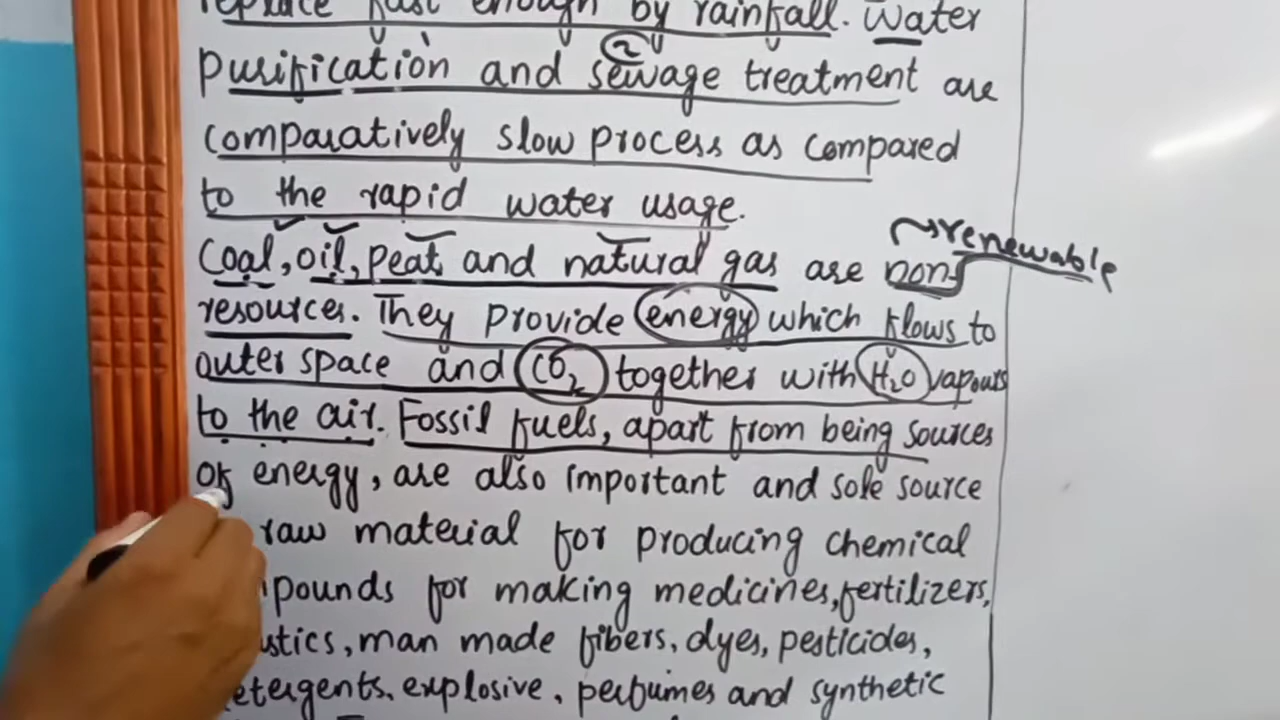 replace fast enough by rainfall. Water
purification and sewage treatment are
comparatively slow process as compared
to the rapid water usage.
Coal, oil, peat and natural gas are non renewable
resources. They provide energy which flows to
outer space and CO₂ together with H₂O vapours
to the air. Fossil fuels, apart from being sources
of energy, are also important and sole source
raw material for producing chemical
pounds for making medicines, fertilizers,
stics, man made fibers, dyes, pesticides,
etergents, explosive, perfumes and synthetic